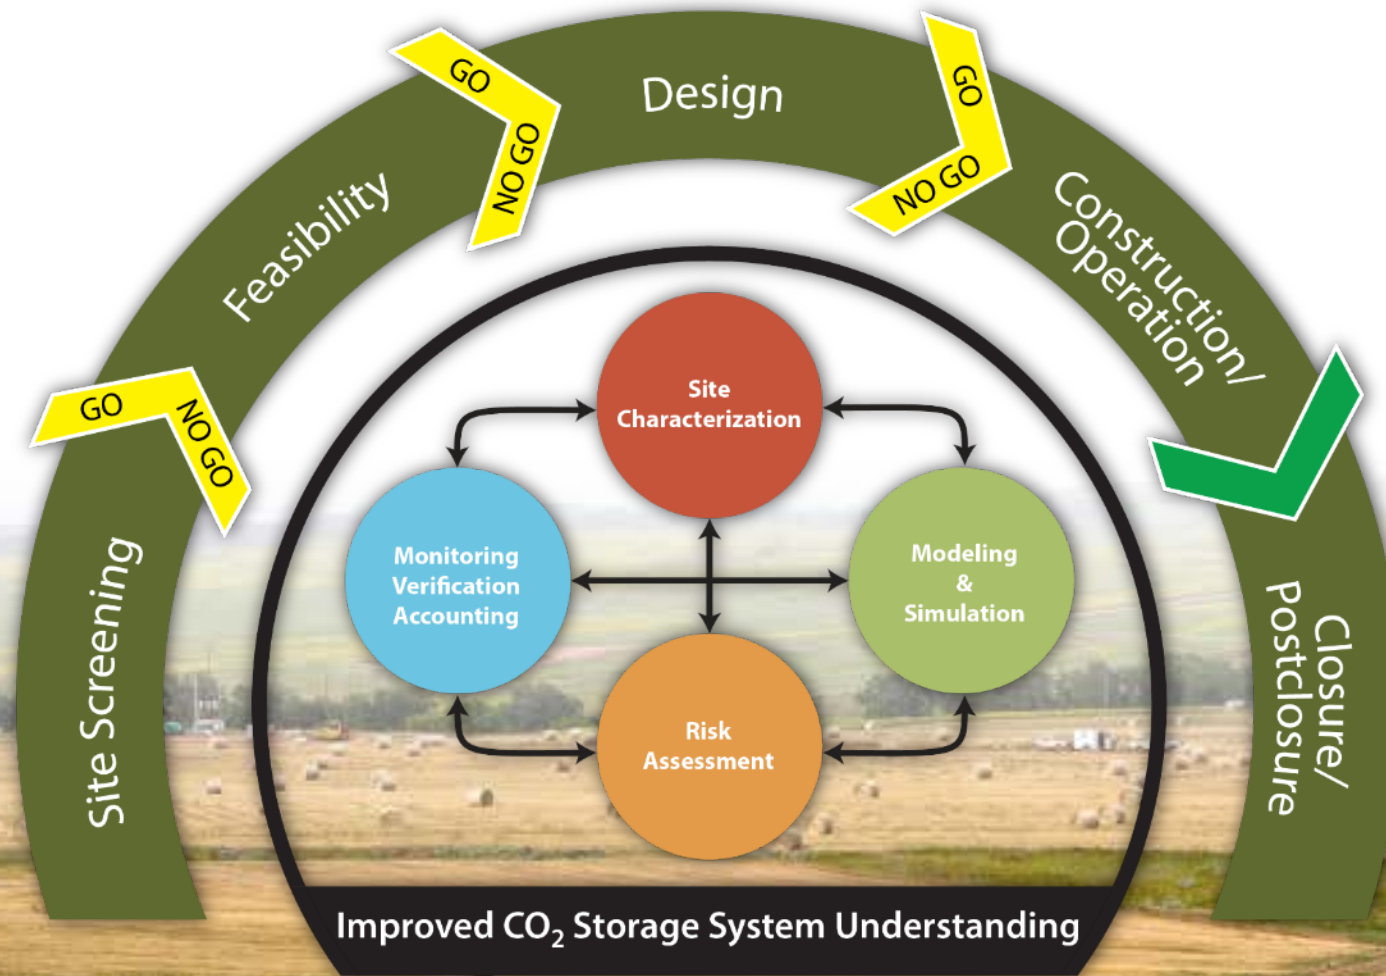 Site Screening
GO
NO GO
Feasibility
GO
NO GO
Design
GO
NO GO
Construction/
Operation
Closure/
Postclosure
Site
Characterization
Monitoring
Verification
Accounting
Modeling
&
Simulation
Risk
Assessment
Improved CO₂ Storage System Understanding